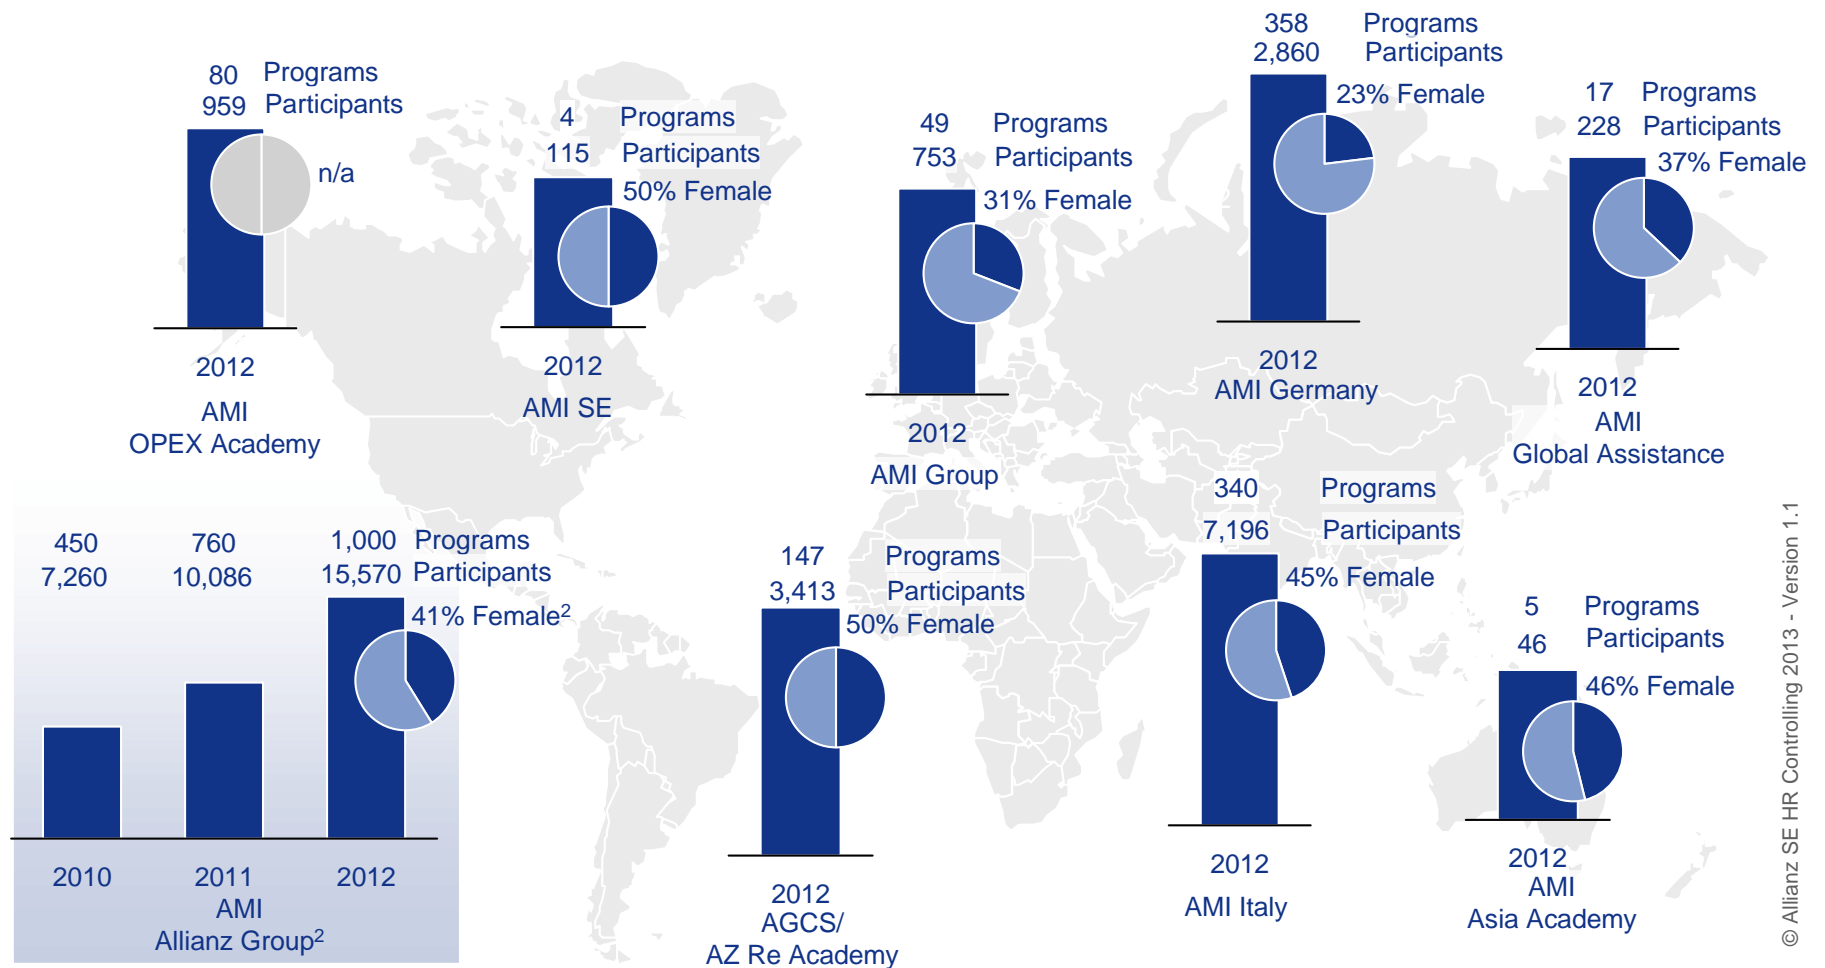 80 Programs
959 Participants
n/a
2012
AMI
OPEX Academy
4 Programs
115 Participants
50% Female
2012
AMI SE
49 Programs
753 Participants
31% Female
2012
AMI Group
358 Programs
2,860 Participants
23% Female
2012
AMI Germany
17 Programs
228 Participants
37% Female
2012
AMI
Global Assistance
450 760 1,000 Programs
7,260 10,086 15,570 Participants
41% Female2
2010 2011 2012
AMI
Allianz Group2
147 Programs
3,413 Participants
50% Female
2012
AGCS/
AZ Re Academy
340 Programs
7,196 Participants
45% Female
2012
AMI Italy
5 Programs
46 Participants
46% Female
2012
AMI
Asia Academy
© Allianz SE HR Controlling 2013 - Version 1.1